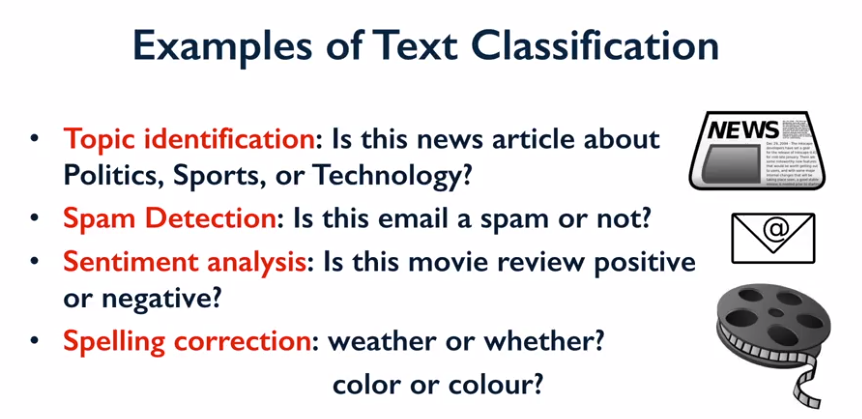 Examples of Text Classification
• Topic identification: Is this news article about
Politics, Sports, or Technology?
• Spam Detection: Is this email a spam or not?
• Sentiment analysis: Is this movie review positive
or negative?
• Spelling correction: weather or whether?
color or colour?
NEWS
@